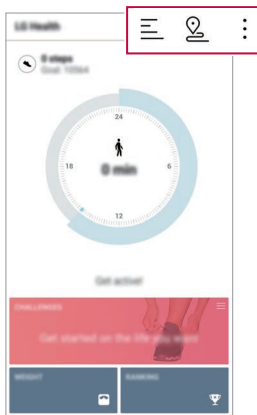 LG Health
0 steps
Goal: 10564
24
18
6
0 min
12
Get active!
CHALLENGES
Get started on the life you want
WEIGHT
RANKING